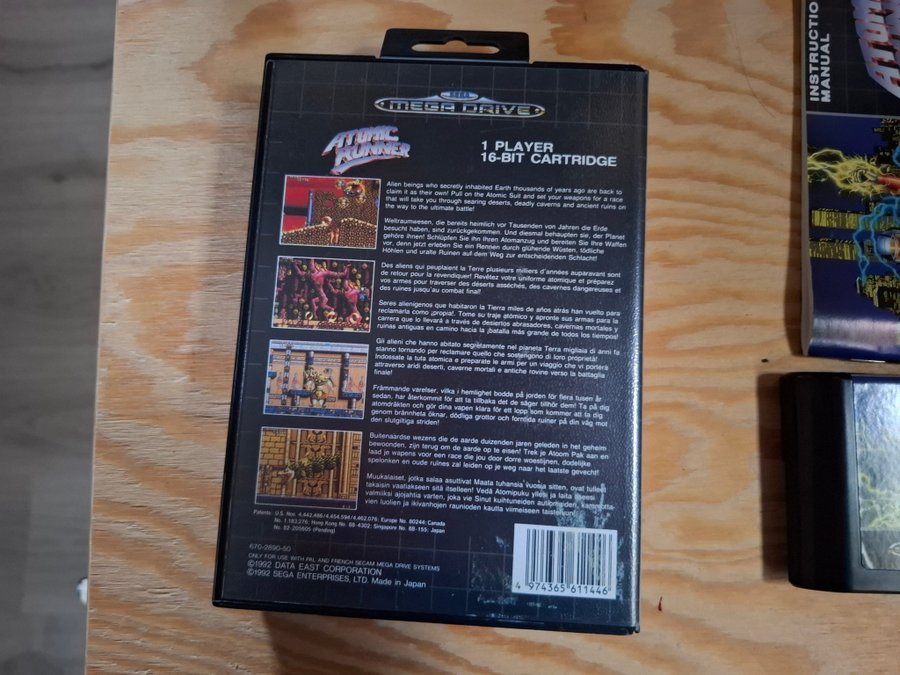 SEGA
MEGA DRIVE
ATOMIC
RUNNER
1 PLAYER
16-BIT CARTRIDGE
Alien beings who secretly inhabited Earth thousands of years ago are back to
claim it as their own! Pull on the Atomic Suit and set your weapons for a race
that will take you through searing deserts, deadly caverns and ancient ruins on
the way to the ultimate battle!
Weltraumwesen, die bereits heimlich vor Tausenden von Jahren die Erde
besucht haben, sind zurückgekommen. Und diesmal behaupten sie, der Planet
gehöre ihnen! Schlüpfen Sie ihn Ihren Atomanzug und bereiten Sie Ihre Waffen
vor, denn jetzt erleben Sie ein Rennen durch glühende Wüsten, tödliche
Höhlen und uralte Ruinen auf dem Weg zur entscheidenden Schlacht!
Des aliens qui peuplaient la Terre plusieurs milliers d'années auparavant sont
de retour pour la revendiquer! Revêtez votre uniforme atomique et préparez
vos armes pour traverser des déserts asséchés, des cavernes dangereuses et
des ruines jusqu'au combat final!
Seres alienígenos que habitaron la Tierra miles de años atrás han vuelto para
reclamarla como ¡propia!. Tome su traje atómico y apronte sus armas para la
carrera que lo llevará a través de desiertos abrasadores, cavernas mortales y
ruinas antiguas en camino hacia la ¡batalla más grande de todos los tiempos!
Gli alieni che hanno abitato segretamente nel pianeta Terra migliaia di anni fa
stanno tornando per reclamare quello che sostengono di loro proprietà!
Indossate la tuta atomica e preparate le armi per un viaggio che vi porterà
attraverso aridi deserti, caverne mortali e antiche rovine verso la battaglia
finale!
Främmande varelser, vilka i hemlighet bodde på jorden för flera tusen år
sedan, har återkommit för att ta tillbaka det de säger tillhör dem! Ta på dig
atomdräkten och gör dina vapen klara för ett lopp som kommer att ta dig
genom brännheta öknar, dödliga grottor och forntida ruiner på din väg mot
den slutgiltiga striden!
Buitenaardse wezens die de aarde duizenden jaren geleden in het geheim
bewoonden, zijn terug om de aarde op te eisen! Trek je Atoom Pak aan en
laad je wapens voor een race die jou door dorre woestijnen, dodelijke
spelonken en oude ruïnes zal leiden op je weg naar het laatste gevecht!
Muukalaiset, jotka salaa asuttivat Maata tuhansia vuosia sitten, ovat tulleet
takaisin vaatiakseen sitä itselleen! Vedä Atomipuku yllesi ja laita aseesi
valmiiksi ajojahtia varten, joka vie Sinut kuihtuneiden autioisiden, kammotta-
vien luolien ja ikivanhojen raunioden kautta viimeiseen taisteluun!
Patents: U.S. Nos. 4,442,486/4,454,594/4,462,076; Europe No. 80244; Canada
No. 1,183,276; Hong Kong No. 88-4302; Singapore No. 88-155; Japan
No. 82-205605 (Pending)
670-2890-50
ONLY FOR USE WITH PAL AND FRENCH SECAM MEGA DRIVE SYSTEMS
©1992 DATA EAST CORPORATION
©1992 SEGA ENTERPRISES, LTD. Made in Japan
4 974365 611446
INSTRUCTION
MANUAL